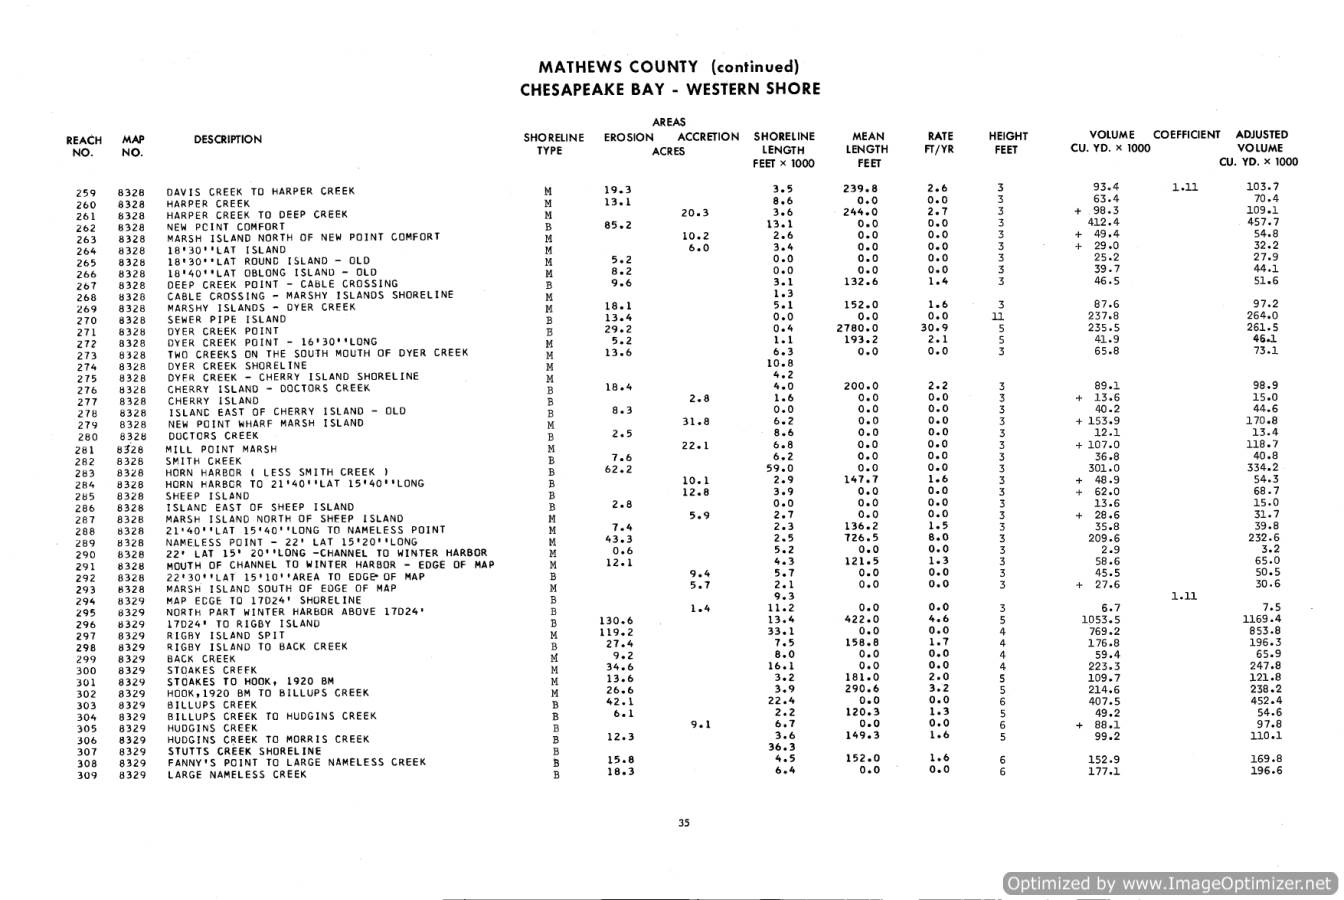 MATHEWS COUNTY (continued)
CHESAPEAKE BAY - WESTERN SHORE
AREAS
REACH MAP DESCRIPTION SHORELINE EROSION ACCRETION SHORELINE MEAN RATE HEIGHT VOLUME COEFFICIENT ADJUSTED
NO. NO. TYPE ACRES LENGTH LENGTH FT/YR FEET CU. YD. × 1000 VOLUME
FEET × 1000 FEET CU. YD. × 1000
259 8328 DAVIS CREEK TO HARPER CREEK M 19.3 3.5 239.8 2.6 3 93.4 1.11 103.7
260 8328 HARPER CREEK M 13.1 8.6 0.0 0.0 3 63.4 70.4
261 8328 HARPER CREEK TO DEEP CREEK M 20.3 3.6 244.0 2.7 3 + 98.3 109.1
262 8328 NEW POINT COMFORT B 85.2 13.1 0.0 0.0 3 412.4 457.7
263 8328 MARSH ISLAND NORTH OF NEW POINT COMFORT M 10.2 2.6 0.0 0.0 3 + 49.4 54.8
264 8328 18'30''LAT ISLAND M 6.0 3.4 0.0 0.0 3 + 29.0 32.2
265 8328 18'30''LAT ROUND ISLAND - OLD M 5.2 0.0 0.0 0.0 3 25.2 27.9
266 8328 18'40''LAT OBLONG ISLAND - OLD M 8.2 0.0 0.0 0.0 3 39.7 44.1
267 8328 DEEP CREEK POINT - CABLE CROSSING B 9.6 3.1 132.6 1.4 3 46.5 51.6
268 8328 CABLE CROSSING - MARSHY ISLANDS SHORELINE M 1.3
269 8328 MARSHY ISLANDS - DYER CREEK M 18.1 5.1 152.0 1.6 3 87.6 97.2
270 8328 SEWER PIPE ISLAND B 13.4 0.0 0.0 0.0 11 237.8 264.0
271 8328 DYER CREEK POINT B 29.2 0.4 2780.0 30.9 5 235.5 261.5
272 8328 DYER CREEK POINT - 16'30''LONG M 5.2 1.1 193.2 2.1 5 41.9 46.1
273 8328 TWO CREEKS ON THE SOUTH MOUTH OF DYER CREEK M 13.6 6.3 0.0 0.0 3 65.8 73.1
274 8328 DYER CREEK SHORELINE M 10.8
275 8328 DYER CREEK - CHERRY ISLAND SHORELINE M 4.2
276 8328 CHERRY ISLAND - DOCTORS CREEK B 18.4 4.0 200.0 2.2 3 89.1 98.9
277 8328 CHERRY ISLAND B 2.8 1.6 0.0 0.0 3 + 13.6 15.0
278 8328 ISLAND EAST OF CHERRY ISLAND - OLD B 8.3 0.0 0.0 0.0 3 40.2 44.6
279 8328 NEW POINT WHARF MARSH ISLAND M 31.8 6.2 0.0 0.0 3 + 153.9 170.8
280 8328 DOCTORS CREEK B 2.5 8.6 0.0 0.0 3 12.1 13.4
281 8328 MILL POINT MARSH M 22.1 6.8 0.0 0.0 3 + 107.0 118.7
282 8328 SMITH CREEK B 7.6 6.2 0.0 0.0 3 36.8 40.8
283 8328 HORN HARBOR ( LESS SMITH CREEK ) B 62.2 59.0 0.0 0.0 3 301.0 334.2
284 8328 HORN HARBOR TO 21'40''LAT 15'40''LONG B 10.1 2.9 147.7 1.6 3 + 48.9 54.3
285 8328 SHEEP ISLAND B 12.8 3.9 0.0 0.0 3 + 62.0 68.7
286 8328 ISLAND EAST OF SHEEP ISLAND B 2.8 0.0 0.0 0.0 3 13.6 15.0
287 8328 MARSH ISLAND NORTH OF SHEEP ISLAND M 5.9 2.7 0.0 0.0 3 + 28.6 31.7
288 8328 21'40''LAT 15'40''LONG TO NAMELESS POINT M 7.4 2.3 136.2 1.5 3 35.8 39.8
289 8328 NAMELESS POINT - 22' LAT 15'20''LONG M 43.3 2.5 726.5 8.0 3 209.6 232.6
290 8328 22' LAT 15' 20''LONG -CHANNEL TO WINTER HARBOR M 0.6 5.2 0.0 0.0 3 2.9 3.2
291 8328 MOUTH OF CHANNEL TO WINTER HARBOR - EDGE OF MAP M 12.1 4.3 121.5 1.3 3 58.6 65.0
292 8328 22'30''LAT 15'10''AREA TO EDGE OF MAP B 9.4 5.7 0.0 0.0 3 45.5 50.5
293 8328 MARSH ISLAND SOUTH OF EDGE OF MAP M 5.7 2.1 0.0 0.0 3 + 27.6 30.6
294 8329 MAP EDGE TO 17D24' SHORELINE B 9.3 1.11
295 8329 NORTH PART WINTER HARBOR ABOVE 17D24' B 1.4 11.2 0.0 0.0 3 6.7 7.5
296 8329 17D24' TO RIGBY ISLAND B 130.6 13.4 422.0 4.6 5 1053.5 1169.4
297 8329 RIGBY ISLAND SPIT M 119.2 33.1 0.0 0.0 4 769.2 853.8
298 8329 RIGBY ISLAND TO BACK CREEK B 27.4 7.5 158.8 1.7 4 176.8 196.3
299 8329 BACK CREEK M 9.2 8.0 0.0 0.0 4 59.4 65.9
300 8329 STOAKES CREEK M 34.6 16.1 0.0 0.0 4 223.3 247.8
301 8329 STOAKES TO HOOK, 1920 BM M 13.6 3.2 181.0 2.0 5 109.7 121.8
302 8329 HOOK,1920 BM TO BILLUPS CREEK M 26.6 3.9 290.6 3.2 5 214.6 238.2
303 8329 BILLUPS CREEK B 42.1 22.4 0.0 0.0 6 407.5 452.4
304 8329 BILLUPS CREEK TO HUDGINS CREEK B 6.1 2.2 120.3 1.3 5 49.2 54.6
305 8329 HUDGINS CREEK B 9.1 6.7 0.0 0.0 6 + 88.1 97.8
306 8329 HUDGINS CREEK TO MORRIS CREEK B 12.3 3.6 149.3 1.6 5 99.2 110.1
307 8329 STUTTS CREEK SHORELINE B 36.3
308 8329 FANNY'S POINT TO LARGE NAMELESS CREEK B 15.8 4.5 152.0 1.6 6 152.9 169.8
309 8329 LARGE NAMELESS CREEK B 18.3 6.4 0.0 0.0 6 177.1 196.6
35
Optimized by www.ImageOptimizer.net